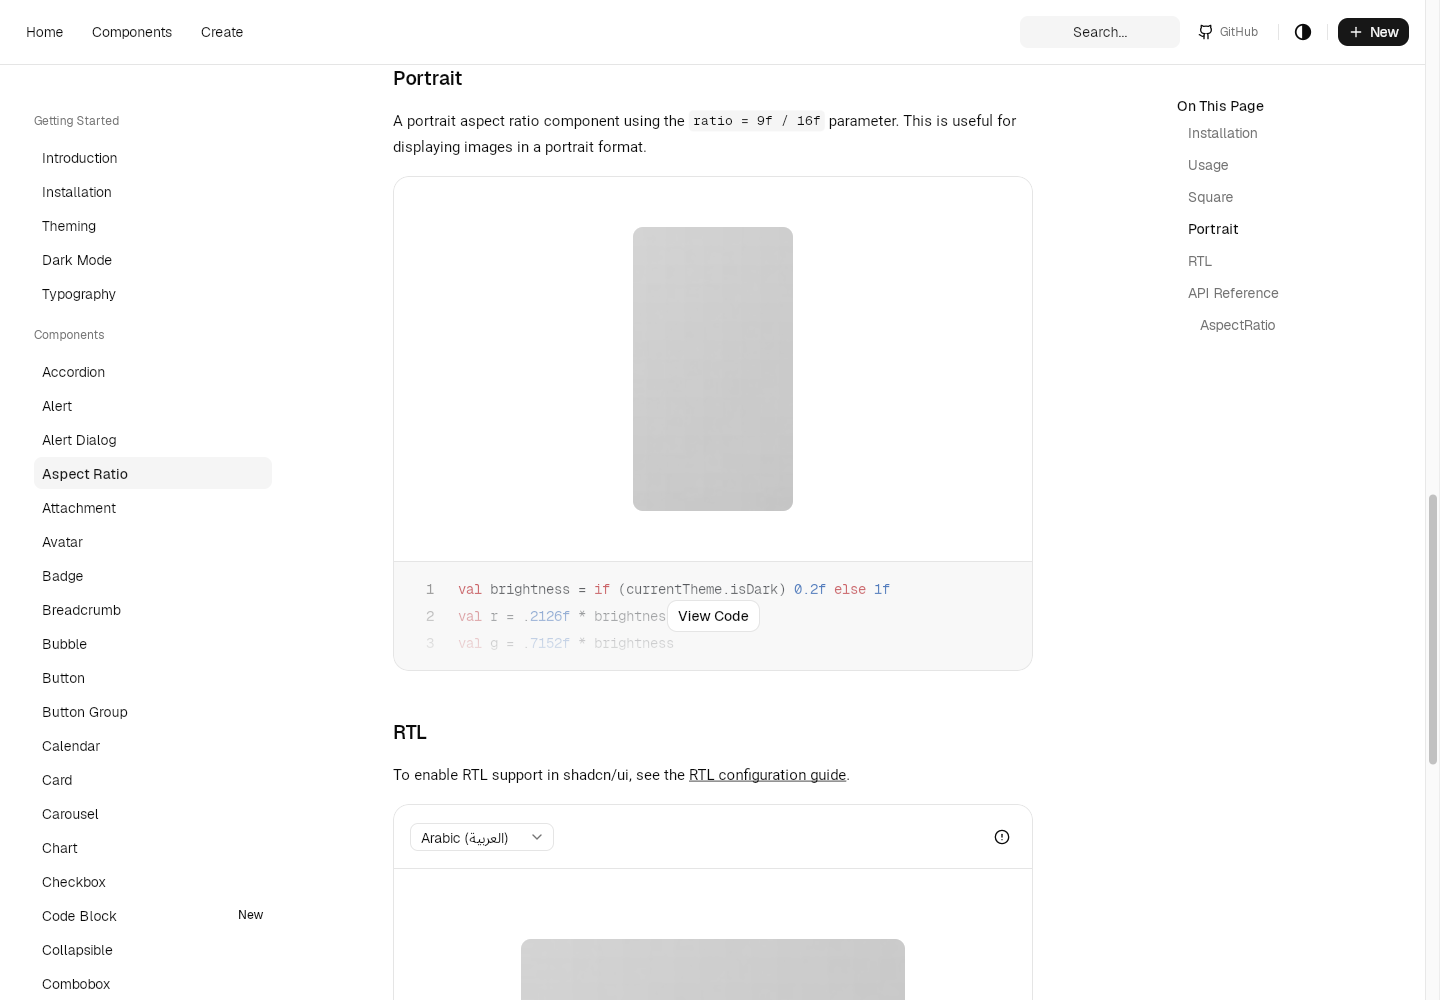 Home
Components
Create
Search...
GitHub
New
Getting Started
Introduction
Installation
Theming
Dark Mode
Typography
Components
Accordion
Alert
Alert Dialog
Aspect Ratio
Attachment
Avatar
Badge
Breadcrumb
Bubble
Button
Button Group
Calendar
Card
Carousel
Chart
Checkbox
Code Block New
Collapsible
Combobox
Portrait
A portrait aspect ratio component using the ratio = 9f / 16f parameter. This is useful for
displaying images in a portrait format.
1 val brightness = if (currentTheme.isDark) 0.2f else 1f
2 val r = .2126f * brightnes
View Code
3 val g = .7152f * brightness
RTL
To enable RTL support in shadcn/ui, see the RTL configuration guide.
Arabic (العربية)
On This Page
Installation
Usage
Square
Portrait
RTL
API Reference
AspectRatio